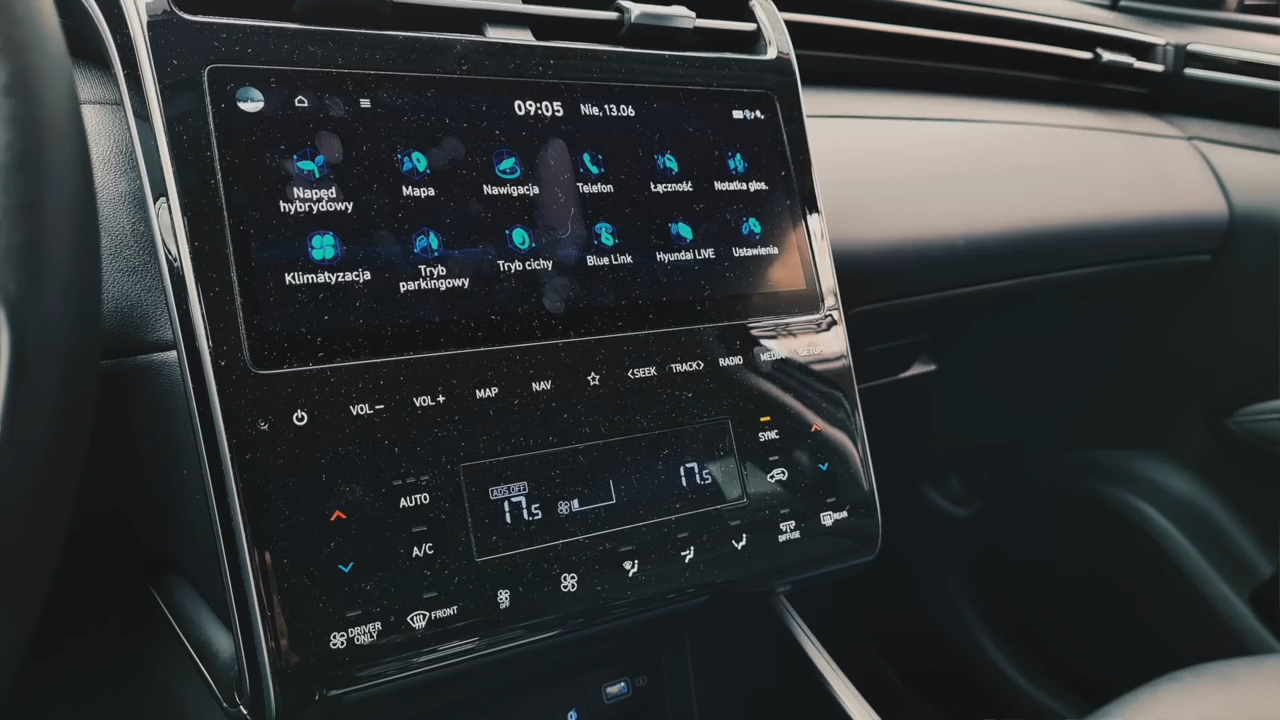 09:05 Nie, 13.06
Napęd
hybrydowy
Mapa
Nawigacja
Telefon
Łączność
Notatka głos.
Klimatyzacja
Tryb
parkingowy
Tryb cichy
Blue Link
Hyundai LIVE
Ustawienia
VOL− VOL+ MAP NAV <SEEK TRACK> RADIO MEDIA SETUP
SYNC
AUTO
ADS OFF
17.5
17.5
A/C
REAR
DIFFUSE
OFF
FRONT
DRIVER
ONLY